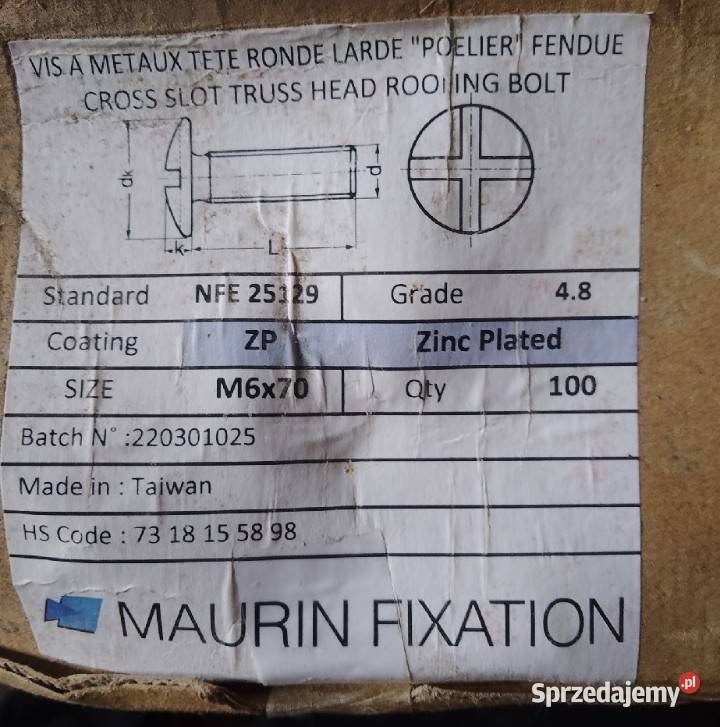 VIS A METAUX TETE RONDE LARDE "POELIER" FENDUE
CROSS SLOT TRUSS HEAD ROOFING BOLT
dk
d
k
L
Standard NFE 25129 Grade 4.8
Coating ZP Zinc Plated
SIZE M6x70 Qty 100
Batch N° :220301025
Made in : Taiwan
HS Code : 73 18 15 58 98
MAURIN FIXATION
Sprzedajemy.pl